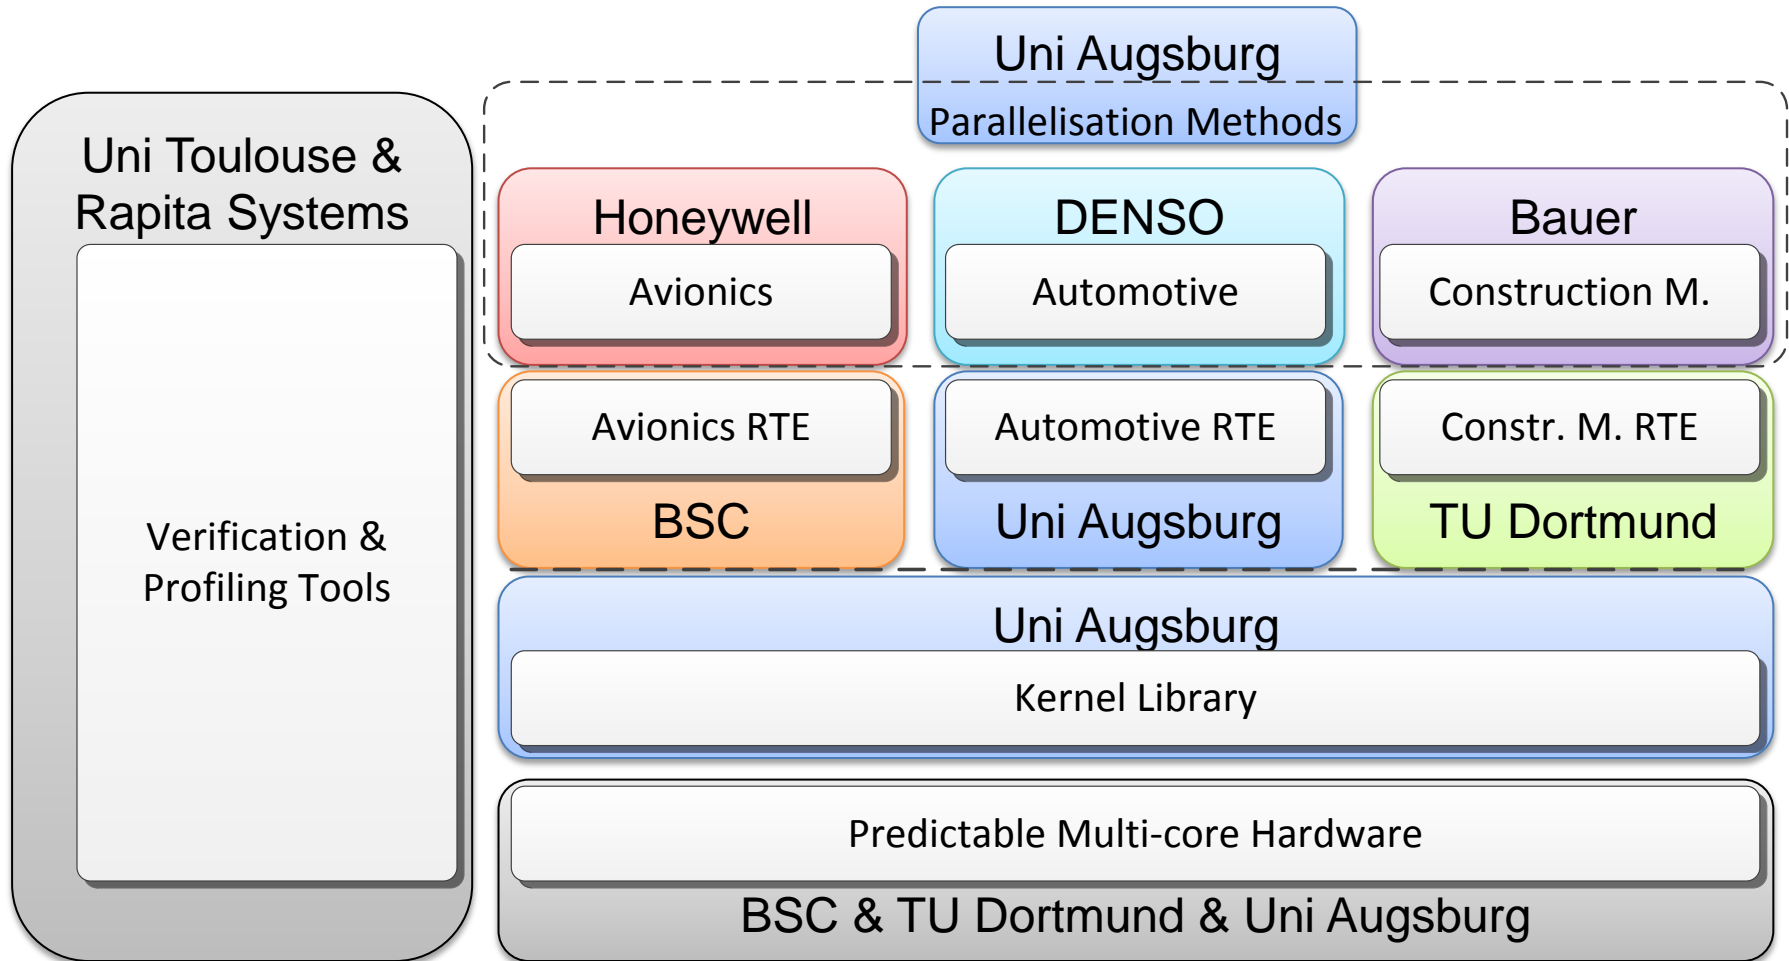 Uni Augsburg
Parallelisation Methods
Uni Toulouse &
Rapita Systems
Verification &
Profiling Tools
Honeywell
Avionics
DENSO
Automotive
Bauer
Construction M.
Avionics RTE
BSC
Automotive RTE
Uni Augsburg
Constr. M. RTE
TU Dortmund
Uni Augsburg
Kernel Library
Predictable Multi-core Hardware
BSC & TU Dortmund & Uni Augsburg